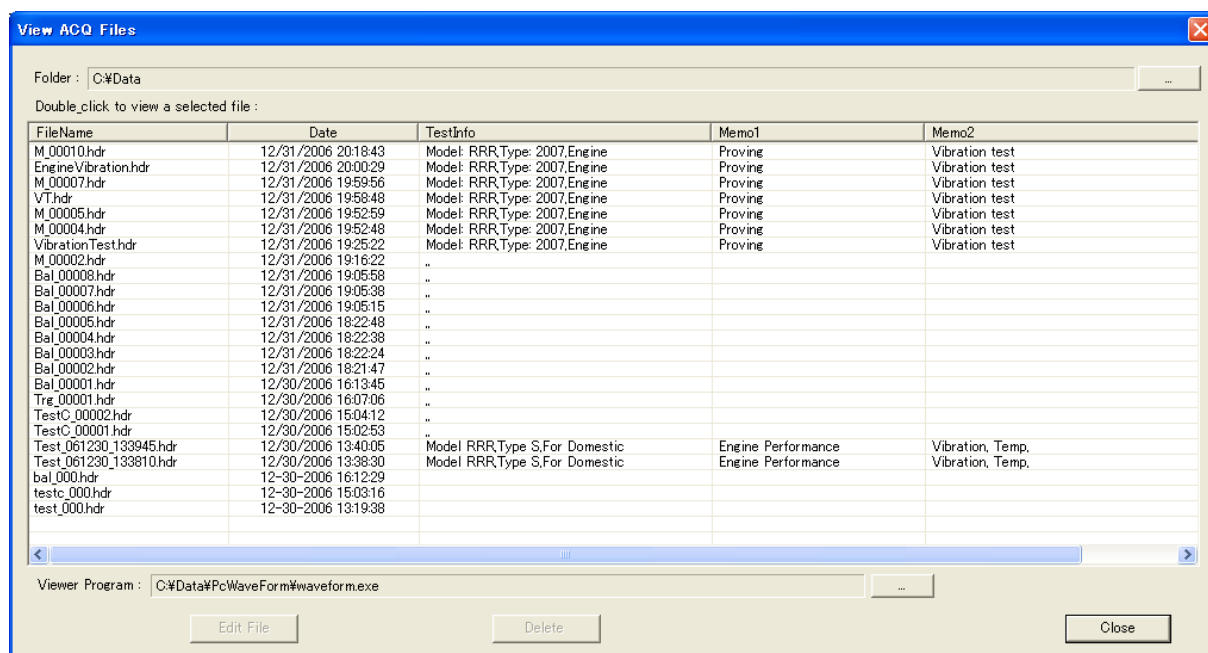 View ACQ Files
Folder : C:¥Data ...
Double_click to view a selected file :
FileName Date TestInfo Memo1 Memo2
M_00010.hdr 12/31/2006 20:18:43 Model: RRR,Type: 2007,Engine Proving Vibration test
EngineVibration.hdr 12/31/2006 20:00:29 Model: RRR,Type: 2007,Engine Proving Vibration test
M_00007.hdr 12/31/2006 19:59:56 Model: RRR,Type: 2007,Engine Proving Vibration test
VT.hdr 12/31/2006 19:58:48 Model: RRR,Type: 2007,Engine Proving Vibration test
M_00005.hdr 12/31/2006 19:52:59 Model: RRR,Type: 2007,Engine Proving Vibration test
M_00004.hdr 12/31/2006 19:52:48 Model: RRR,Type: 2007,Engine Proving Vibration test
VibrationTest.hdr 12/31/2006 19:25:22 Model: RRR,Type: 2007,Engine Proving Vibration test
M_00002.hdr 12/31/2006 19:16:22 ,,
Bal_00008.hdr 12/31/2006 19:05:58 ,,
Bal_00007.hdr 12/31/2006 19:05:38 ,,
Bal_00006.hdr 12/31/2006 19:05:15 ,,
Bal_00005.hdr 12/31/2006 18:22:48 ,,
Bal_00004.hdr 12/31/2006 18:22:38 ,,
Bal_00003.hdr 12/31/2006 18:22:24 ,,
Bal_00002.hdr 12/31/2006 18:21:47 ,,
Bal_00001.hdr 12/30/2006 16:13:45 ,,
Trg_00001.hdr 12/30/2006 16:07:06 ,,
TestC_00002.hdr 12/30/2006 15:04:12 ,,
TestC_00001.hdr 12/30/2006 15:02:53 ,,
Test_061230_133945.hdr 12/30/2006 13:40:05 Model RRR,Type S,For Domestic Engine Performance Vibration, Temp,
Test_061230_133810.hdr 12/30/2006 13:38:30 Model RRR,Type S,For Domestic Engine Performance Vibration, Temp,
bal_000.hdr 12-30-2006 16:12:29
testc_000.hdr 12-30-2006 15:03:16
test_000.hdr 12-30-2006 13:19:38
Viewer Program : C:¥Data¥PcWaveForm¥waveform.exe ...
Edit File Delete Close